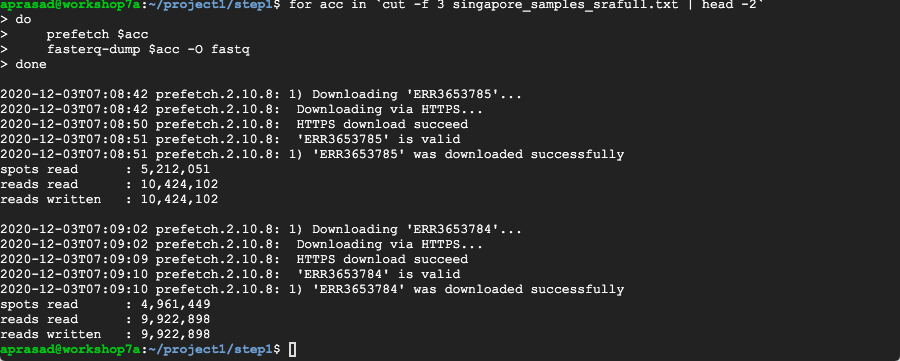 aprasad@workshop7a:~/project1/step1$ for acc in `cut -f 3 singapore_samples_srafull.txt | head -2`
> do
>     prefetch $acc
>     fasterq-dump $acc -O fastq
> done
2020-12-03T07:08:42 prefetch.2.10.8: 1) Downloading 'ERR3653785'...
2020-12-03T07:08:42 prefetch.2.10.8:  Downloading via HTTPS...
2020-12-03T07:08:50 prefetch.2.10.8:  HTTPS download succeed
2020-12-03T07:08:51 prefetch.2.10.8:  'ERR3653785' is valid
2020-12-03T07:08:51 prefetch.2.10.8: 1) 'ERR3653785' was downloaded successfully
spots read      : 5,212,051
reads read      : 10,424,102
reads written   : 10,424,102
2020-12-03T07:09:02 prefetch.2.10.8: 1) Downloading 'ERR3653784'...
2020-12-03T07:09:02 prefetch.2.10.8:  Downloading via HTTPS...
2020-12-03T07:09:09 prefetch.2.10.8:  HTTPS download succeed
2020-12-03T07:09:10 prefetch.2.10.8:  'ERR3653784' is valid
2020-12-03T07:09:10 prefetch.2.10.8: 1) 'ERR3653784' was downloaded successfully
spots read      : 4,961,449
reads read      : 9,922,898
reads written   : 9,922,898
aprasad@workshop7a:~/project1/step1$